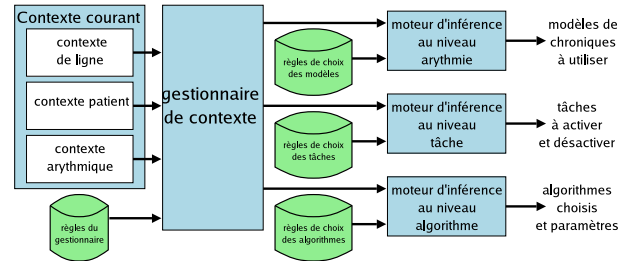 Contexte courant
contexte
de ligne
contexte patient
contexte
arythmique
règles du
gestionnaire
gestionnaire
de contexte
règles de choix
des modèles
règles de choix
des tâches
règles de choix
des algorithmes
moteur d'inférence
au niveau
arythmie
moteur d'inférence
au niveau
tâche
moteur d'inférence
au niveau
algorithme
modèles de
chroniques
à utiliser
tâches
à activer
et désactiver
algorithmes
choisis
et paramètres